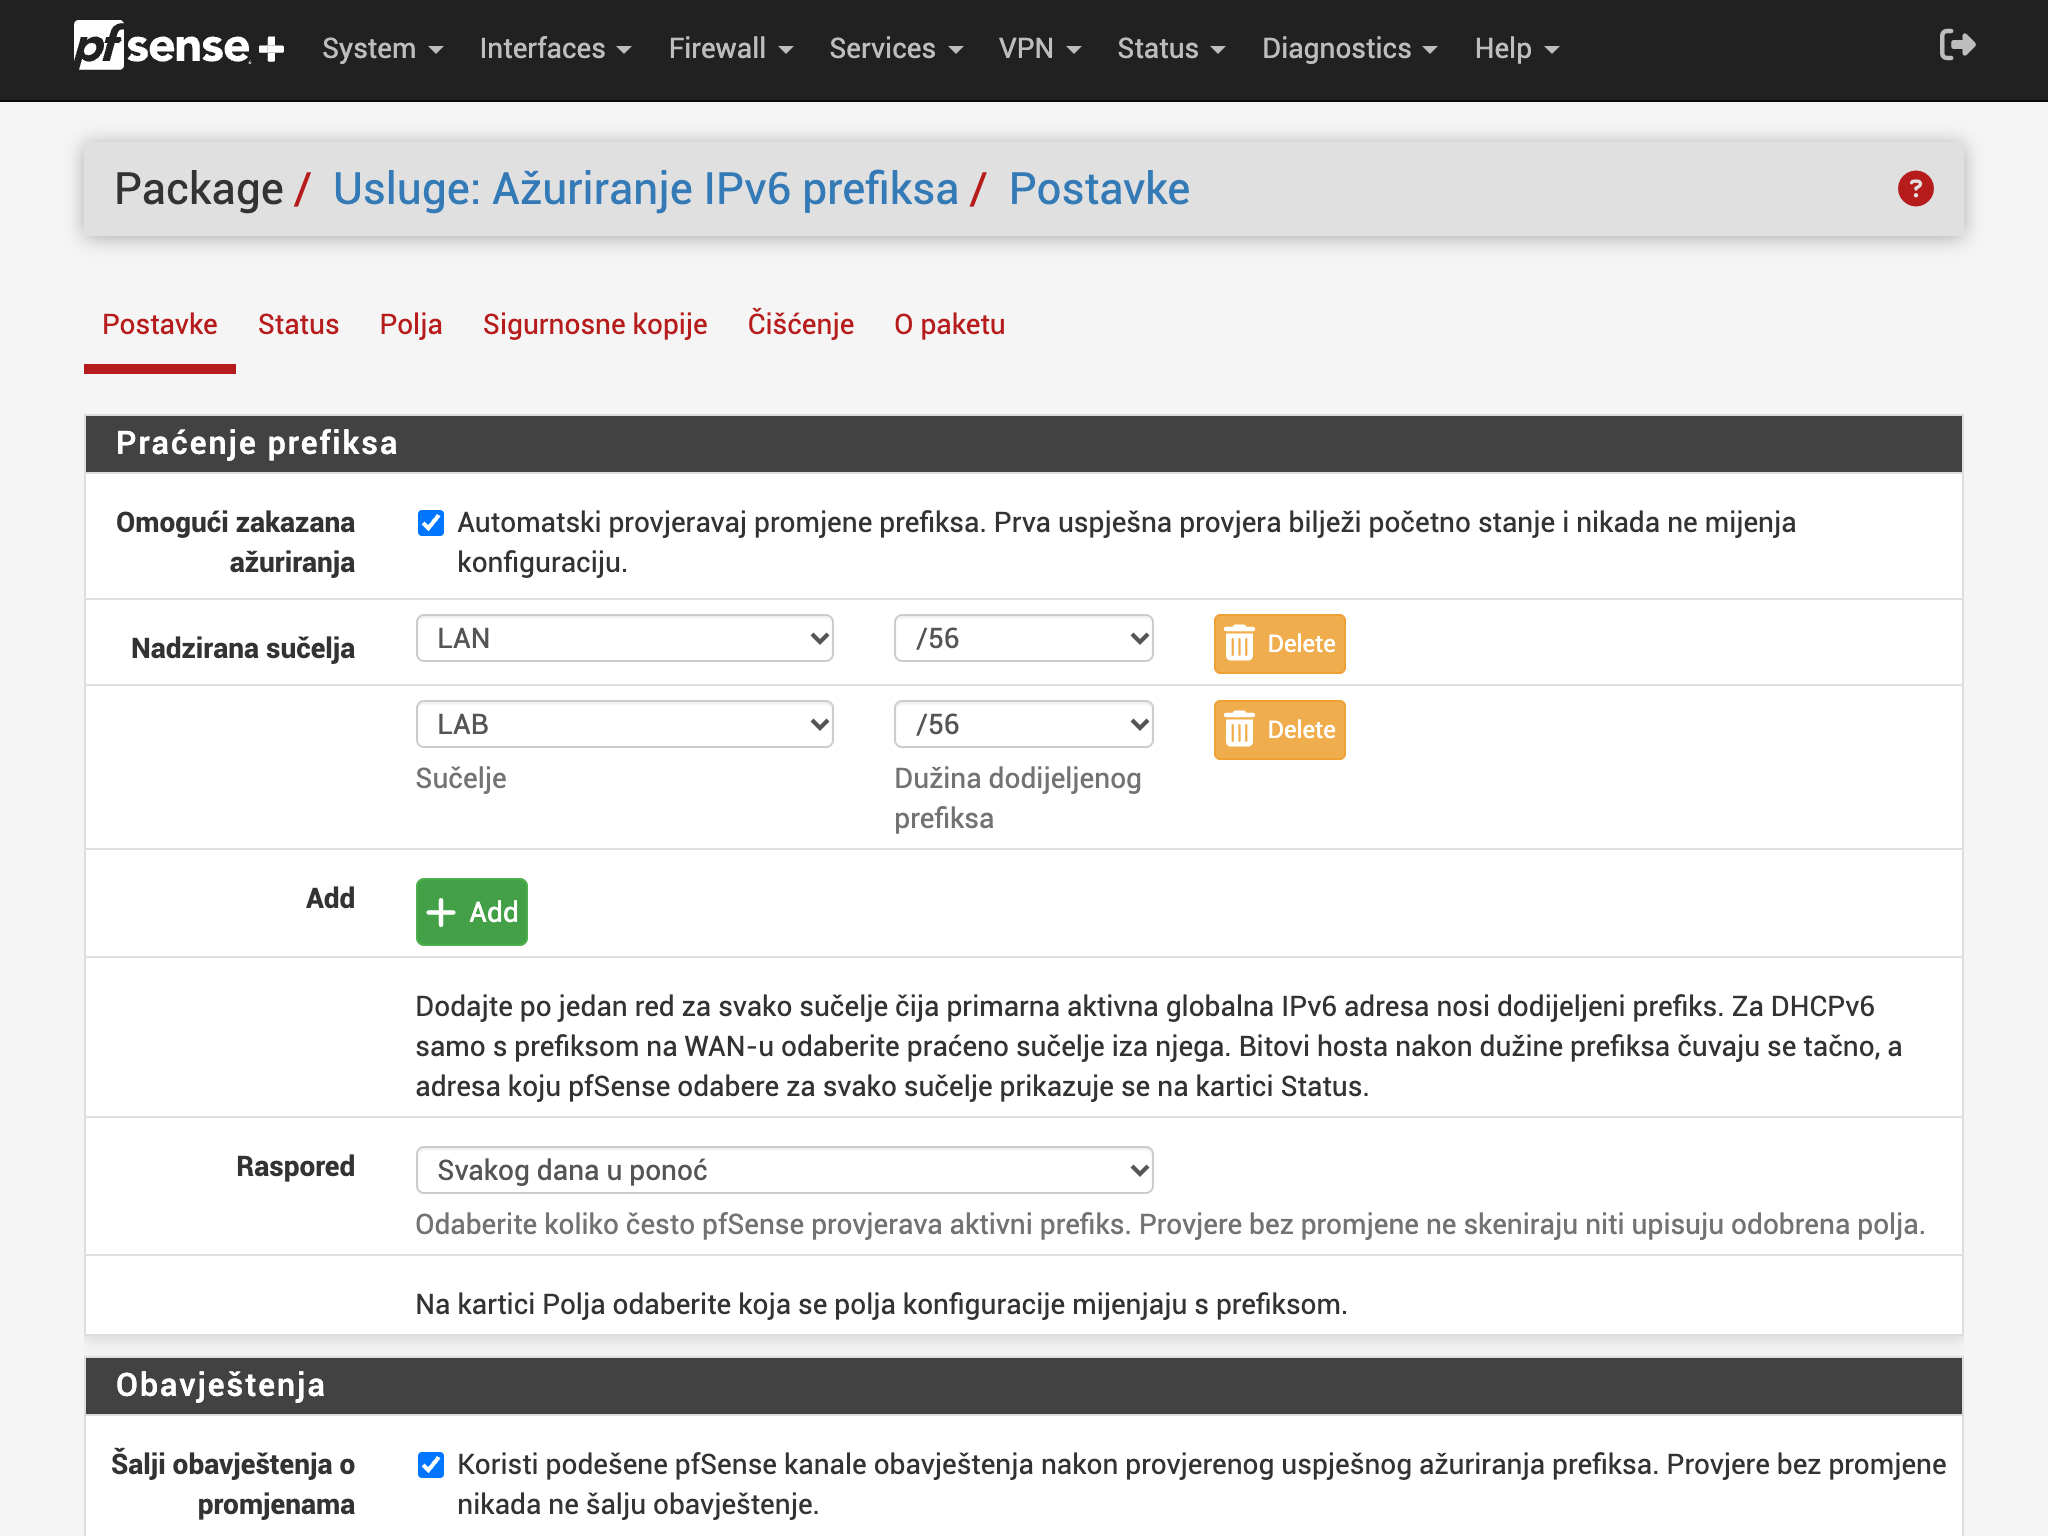 pfsense+ System Interfaces Firewall Services VPN Status Diagnostics Help
Package / Usluge: Ažuriranje IPv6 prefiksa / Postavke
Postavke Status Polja Sigurnosne kopije Čišćenje O paketu
Praćenje prefiksa
Omogući zakazana ažuriranja
Automatski provjeravaj promjene prefiksa. Prva uspješna provjera bilježi početno stanje i nikada ne mijenja
konfiguraciju.
Nadzirana sučelja LAN /56 Delete
LAB /56 Delete
Sučelje Dužina dodijeljenog
prefiksa
Add Add
Dodajte po jedan red za svako sučelje čija primarna aktivna globalna IPv6 adresa nosi dodijeljeni prefiks. Za DHCPv6
samo s prefiksom na WAN-u odaberite praćeno sučelje iza njega. Bitovi hosta nakon dužine prefiksa čuvaju se tačno, a
adresa koju pfSense odabere za svako sučelje prikazuje se na kartici Status.
Raspored Svakog dana u ponoć
Odaberite koliko često pfSense provjerava aktivni prefiks. Provjere bez promjene ne skeniraju niti upisuju odobrena polja.
Na kartici Polja odaberite koja se polja konfiguracije mijenjaju s prefiksom.
Obavještenja
Šalji obavještenja o promjenama
Koristi podešene pfSense kanale obavještenja nakon provjerenog uspješnog ažuriranja prefiksa. Provjere bez promjene
nikada ne šalju obavještenje.